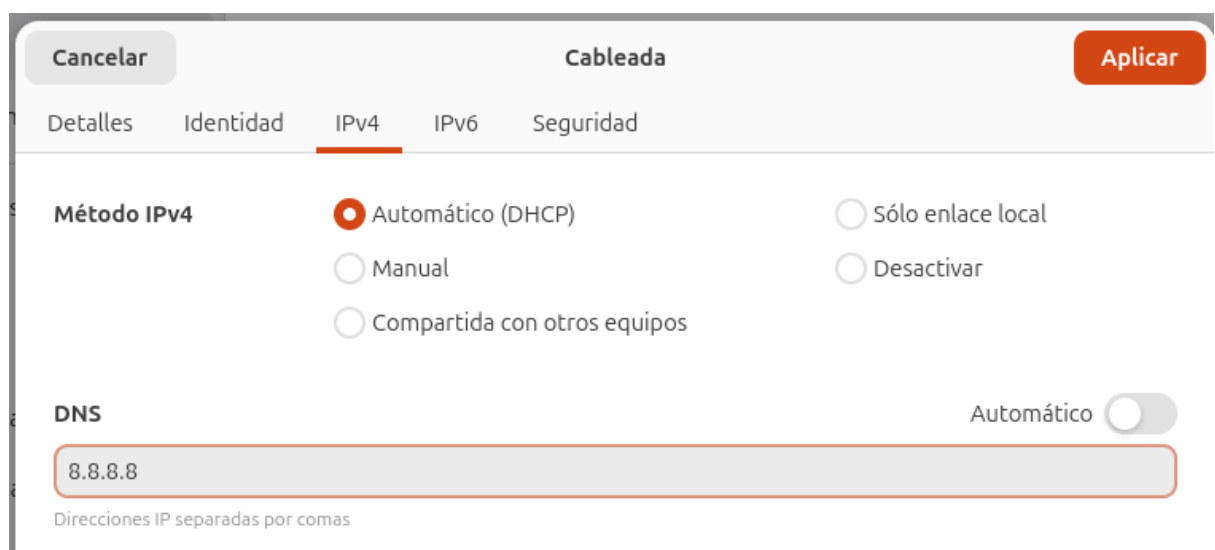 Cancelar Cableada Aplicar
Detalles Identidad IPv4 IPv6 Seguridad
Método IPv4 Automático (DHCP) Sólo enlace local
Manual Desactivar
Compartida con otros equipos
DNS Automático
8.8.8.8
Direcciones IP separadas por comas